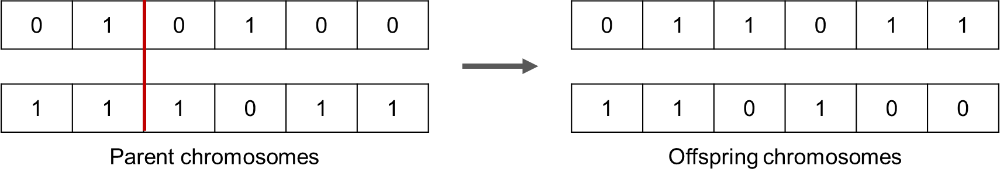 0 1 0 1 0 0
0 1 1 0 1 1
1 1 1 0 1 1
1 1 0 1 0 0
Parent chromosomes
Offspring chromosomes